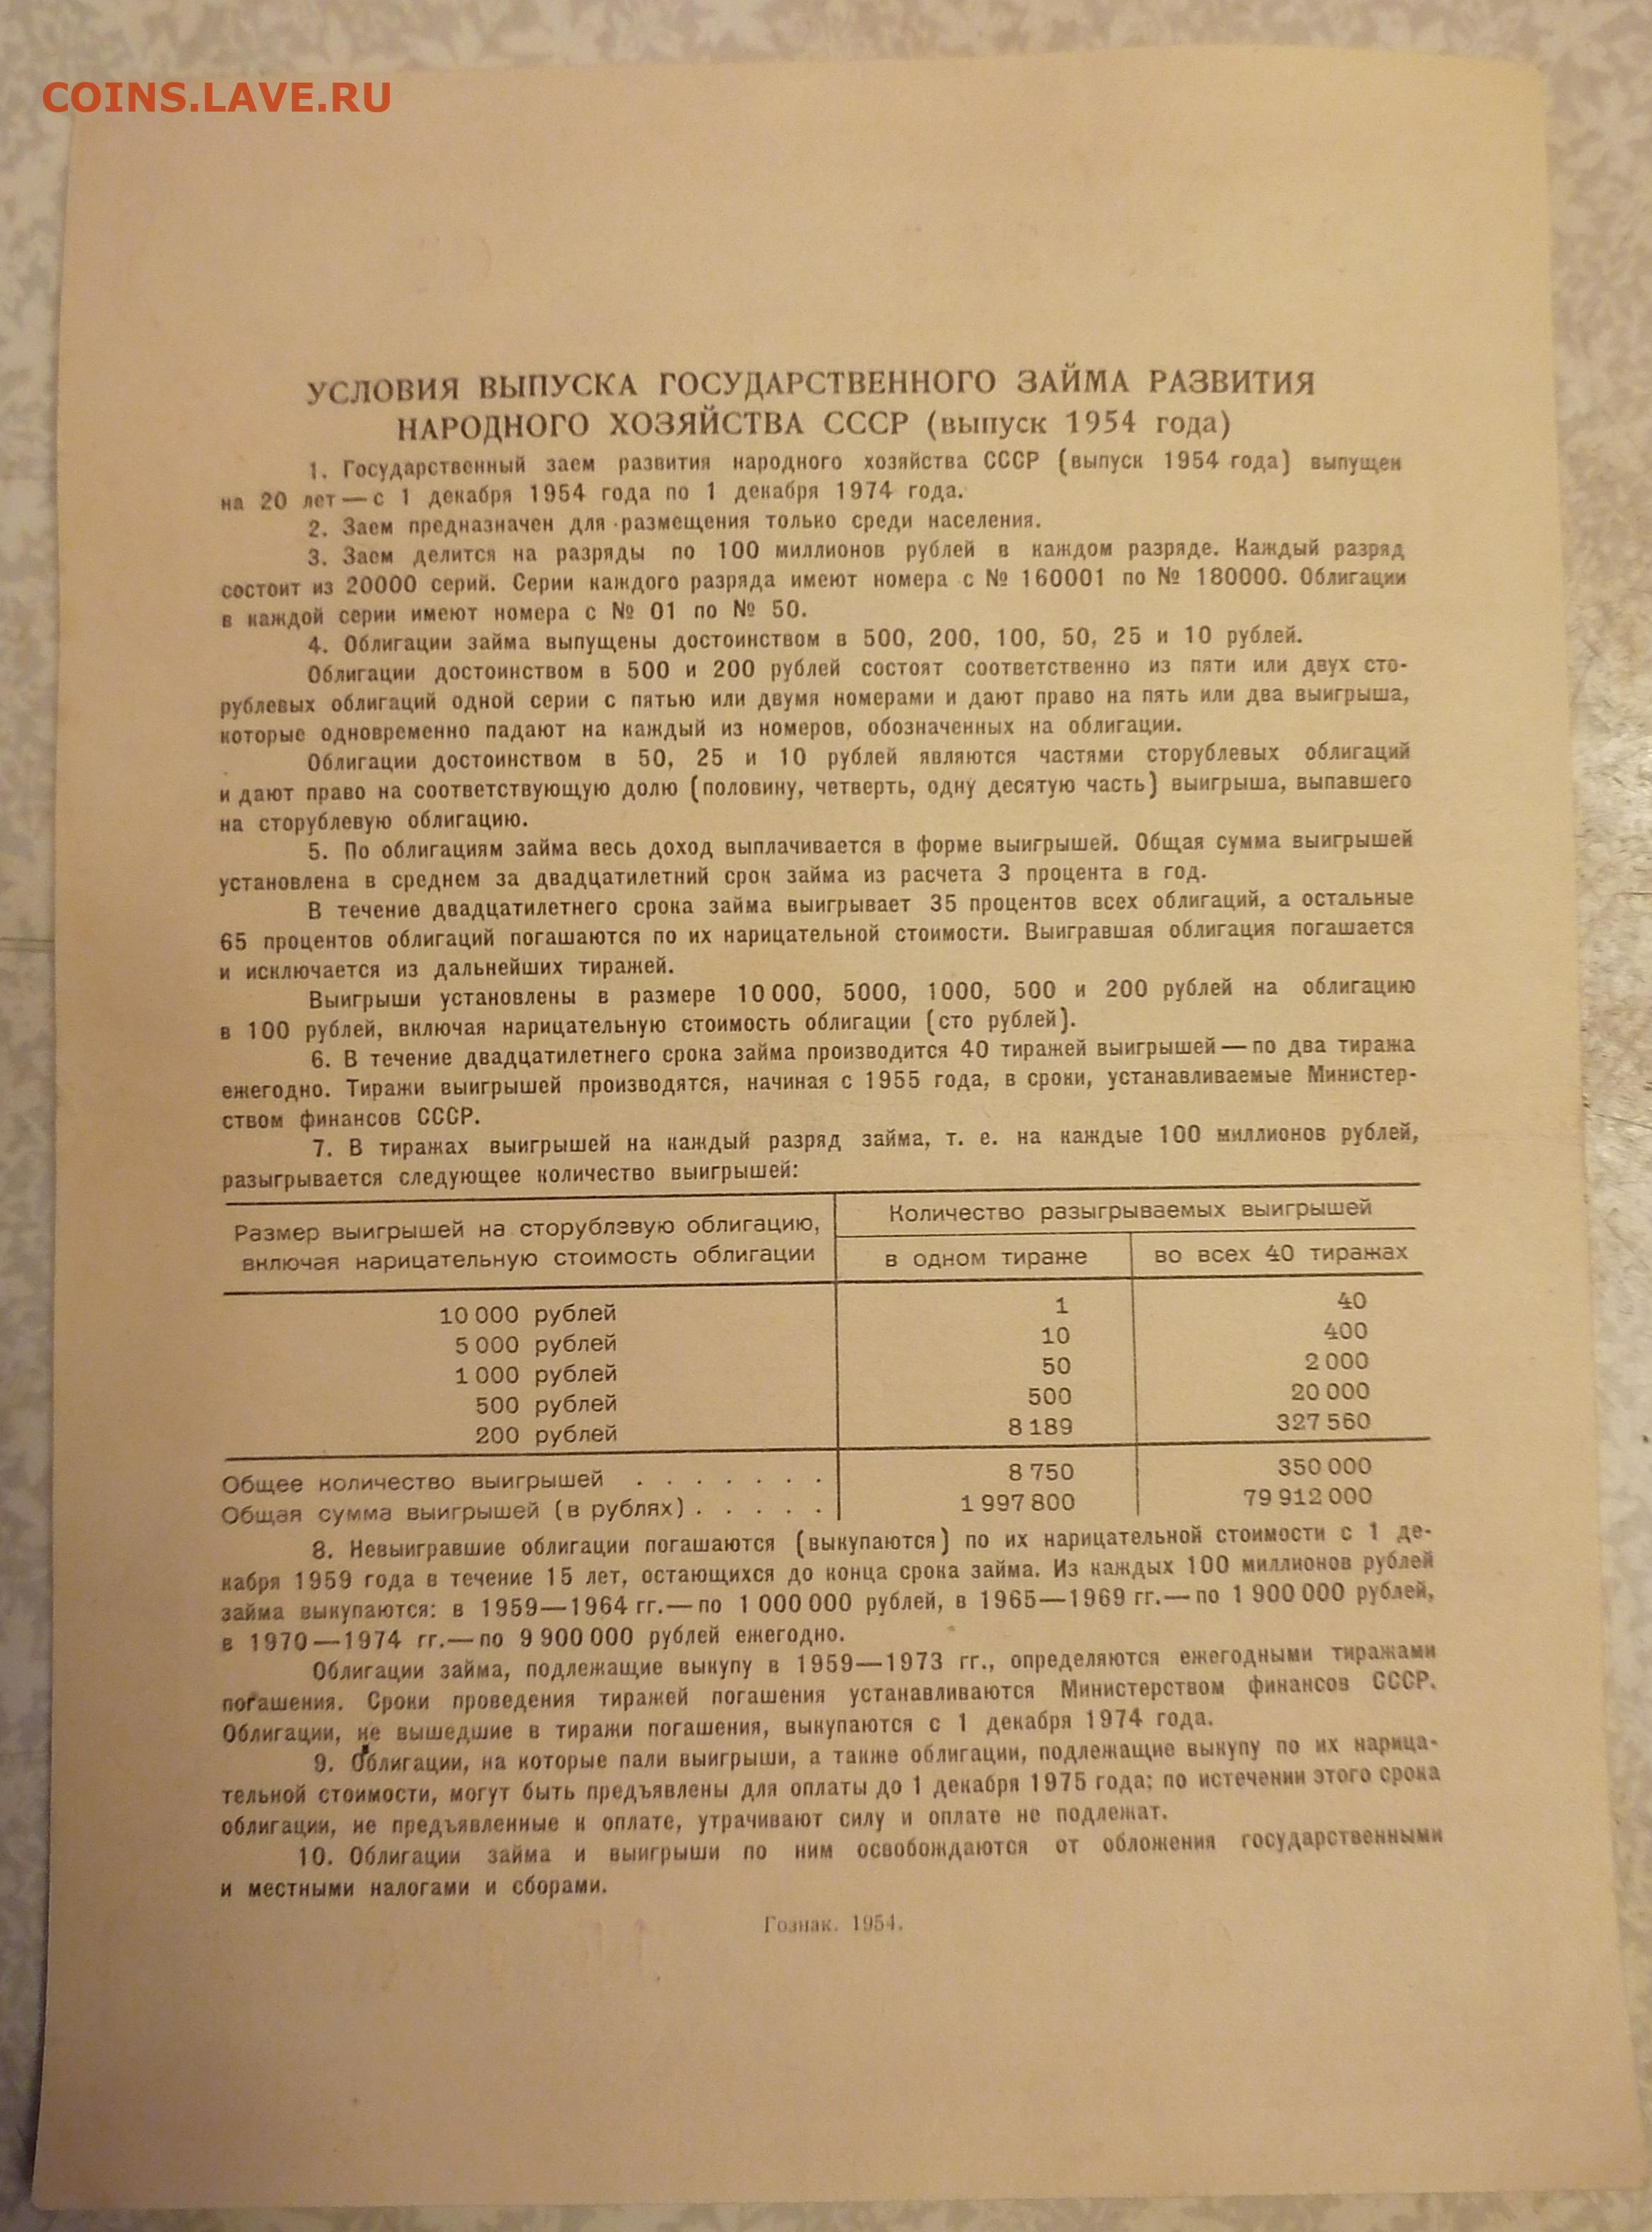 COINS.LAVE.RU
УСЛОВИЯ ВЫПУСКА ГОСУДАРСТВЕННОГО ЗАЙМА РАЗВИТИЯ
НАРОДНОГО ХОЗЯЙСТВА СССР (выпуск 1954 года)
1. Государственный заем развития народного хозяйства СССР (выпуск 1954 года) выпущен
на 20 лет — с 1 декабря 1954 года по 1 декабря 1974 года.
2. Заем предназначен для размещения только среди населения.
3. Заем делится на разряды по 100 миллионов рублей в каждом разряде. Каждый разряд
состоит из 20000 серий. Серии каждого разряда имеют номера с № 160001 по № 180000. Облигации
в каждой серии имеют номера с № 01 по № 50.
4. Облигации займа выпущены достоинством в 500, 200, 100, 50, 25 и 10 рублей.
Облигации достоинством в 500 и 200 рублей состоят соответственно из пяти или двух сто-
рублевых облигаций одной серии с пятью или двумя номерами и дают право на пять или два выигрыша,
которые одновременно падают на каждый из номеров, обозначенных на облигации.
Облигации достоинством в 50, 25 и 10 рублей являются частями сторублевых облигаций
и дают право на соответствующую долю (половину, четверть, одну десятую часть) выигрыша, выпавшего
на сторублевую облигацию.
5. По облигациям займа весь доход выплачивается в форме выигрышей. Общая сумма выигрышей
установлена в среднем за двадцатилетний срок займа из расчета 3 процента в год.
В течение двадцатилетнего срока займа выигрывает 35 процентов всех облигаций, а остальные
65 процентов облигаций погашаются по их нарицательной стоимости. Выигравшая облигация погашается
и исключается из дальнейших тиражей.
Выигрыши установлены в размере 10 000, 5000, 1000, 500 и 200 рублей на облигацию
в 100 рублей, включая нарицательную стоимость облигации (сто рублей).
6. В течение двадцатилетнего срока займа производится 40 тиражей выигрышей — по два тиража
ежегодно. Тиражи выигрышей производятся, начиная с 1955 года, в сроки, устанавливаемые Министер-
ством финансов СССР.
7. В тиражах выигрышей на каждый разряд займа, т. е. на каждые 100 миллионов рублей,
разыгрывается следующее количество выигрышей:
Размер выигрышей на сторублевую облигацию, Количество разыгрываемых выигрышей
включая нарицательную стоимость облигации в одном тираже во всех 40 тиражах
10 000 рублей 1 40
5 000 рублей 10 400
1 000 рублей 50 2 000
500 рублей 500 20 000
200 рублей 8 189 327 560
Общее количество выигрышей . . . . . . . 8 750 350 000
Общая сумма выигрышей (в рублях) . . . . . 1 997 800 79 912 000
8. Невыигравшие облигации погашаются (выкупаются) по их нарицательной стоимости с 1 де-
кабря 1959 года в течение 15 лет, остающихся до конца срока займа. Из каждых 100 миллионов рублей
займа выкупаются: в 1959—1964 гг.— по 1 000 000 рублей, в 1965—1969 гг.— по 1 900 000 рублей,
в 1970—1974 гг.— по 9 900 000 рублей ежегодно.
Облигации займа, подлежащие выкупу в 1959—1973 гг., определяются ежегодными тиражами
погашения. Сроки проведения тиражей погашения устанавливаются Министерством финансов СССР.
Облигации, не вышедшие в тиражи погашения, выкупаются с 1 декабря 1974 года.
9. Облигации, на которые пали выигрыши, а также облигации, подлежащие выкупу по их нарица-
тельной стоимости, могут быть предъявлены для оплаты до 1 декабря 1975 года; по истечении этого срока
облигации, не предъявленные к оплате, утрачивают силу и оплате не подлежат.
10. Облигации займа и выигрыши по ним освобождаются от обложения государственными
и местными налогами и сборами.
Гознак. 1954.